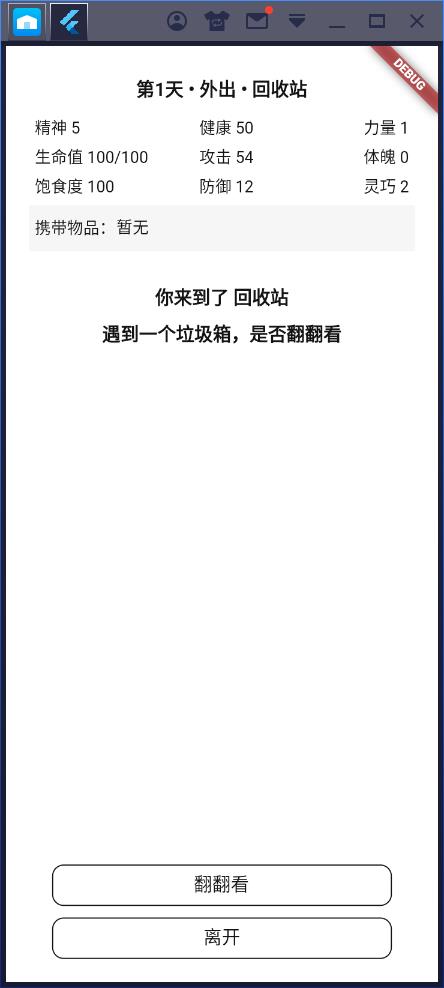 DEBUG
第1天·外出·回收站
精神 5 健康 50 力量 1
生命值 100/100 攻击 54 体魄 0
饱食度 100 防御 12 灵巧 2
携带物品：暂无
你来到了 回收站
遇到一个垃圾箱，是否翻翻看
翻翻看
离开